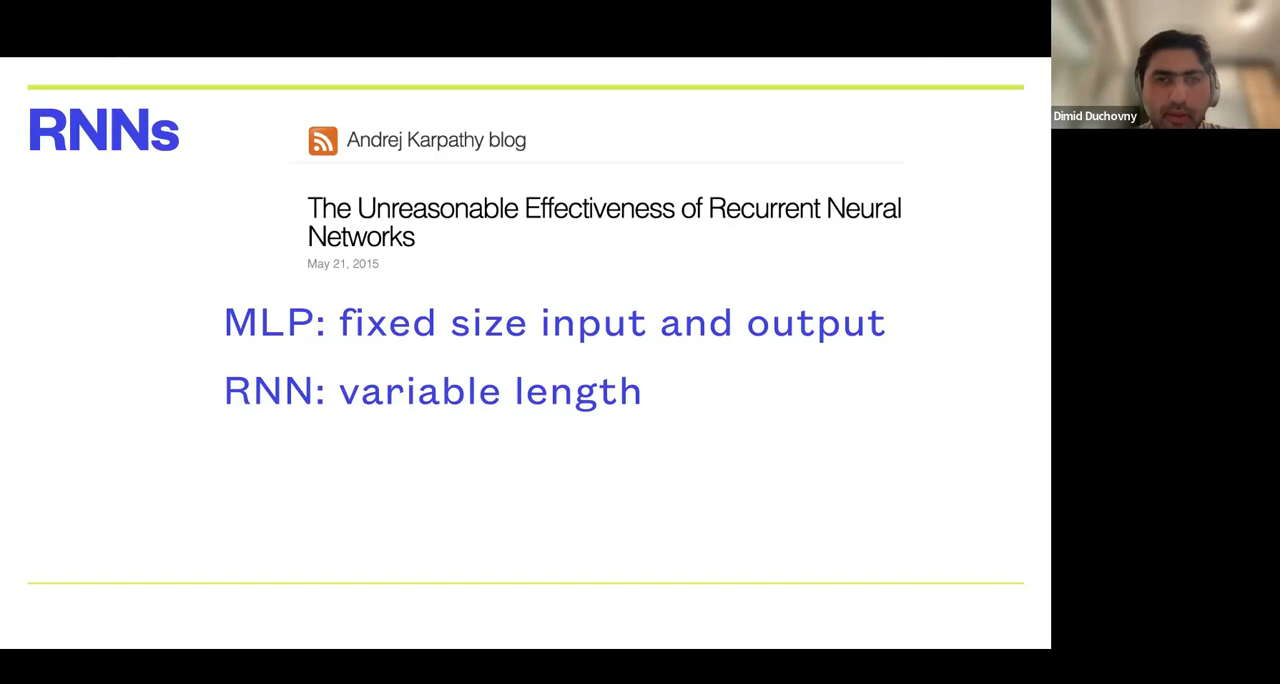 RNNs
Andrej Karpathy blog
The Unreasonable Effectiveness of Recurrent Neural
Networks
May 21, 2015
MLP: fixed size input and output
RNN: variable length
Dimid Duchovny